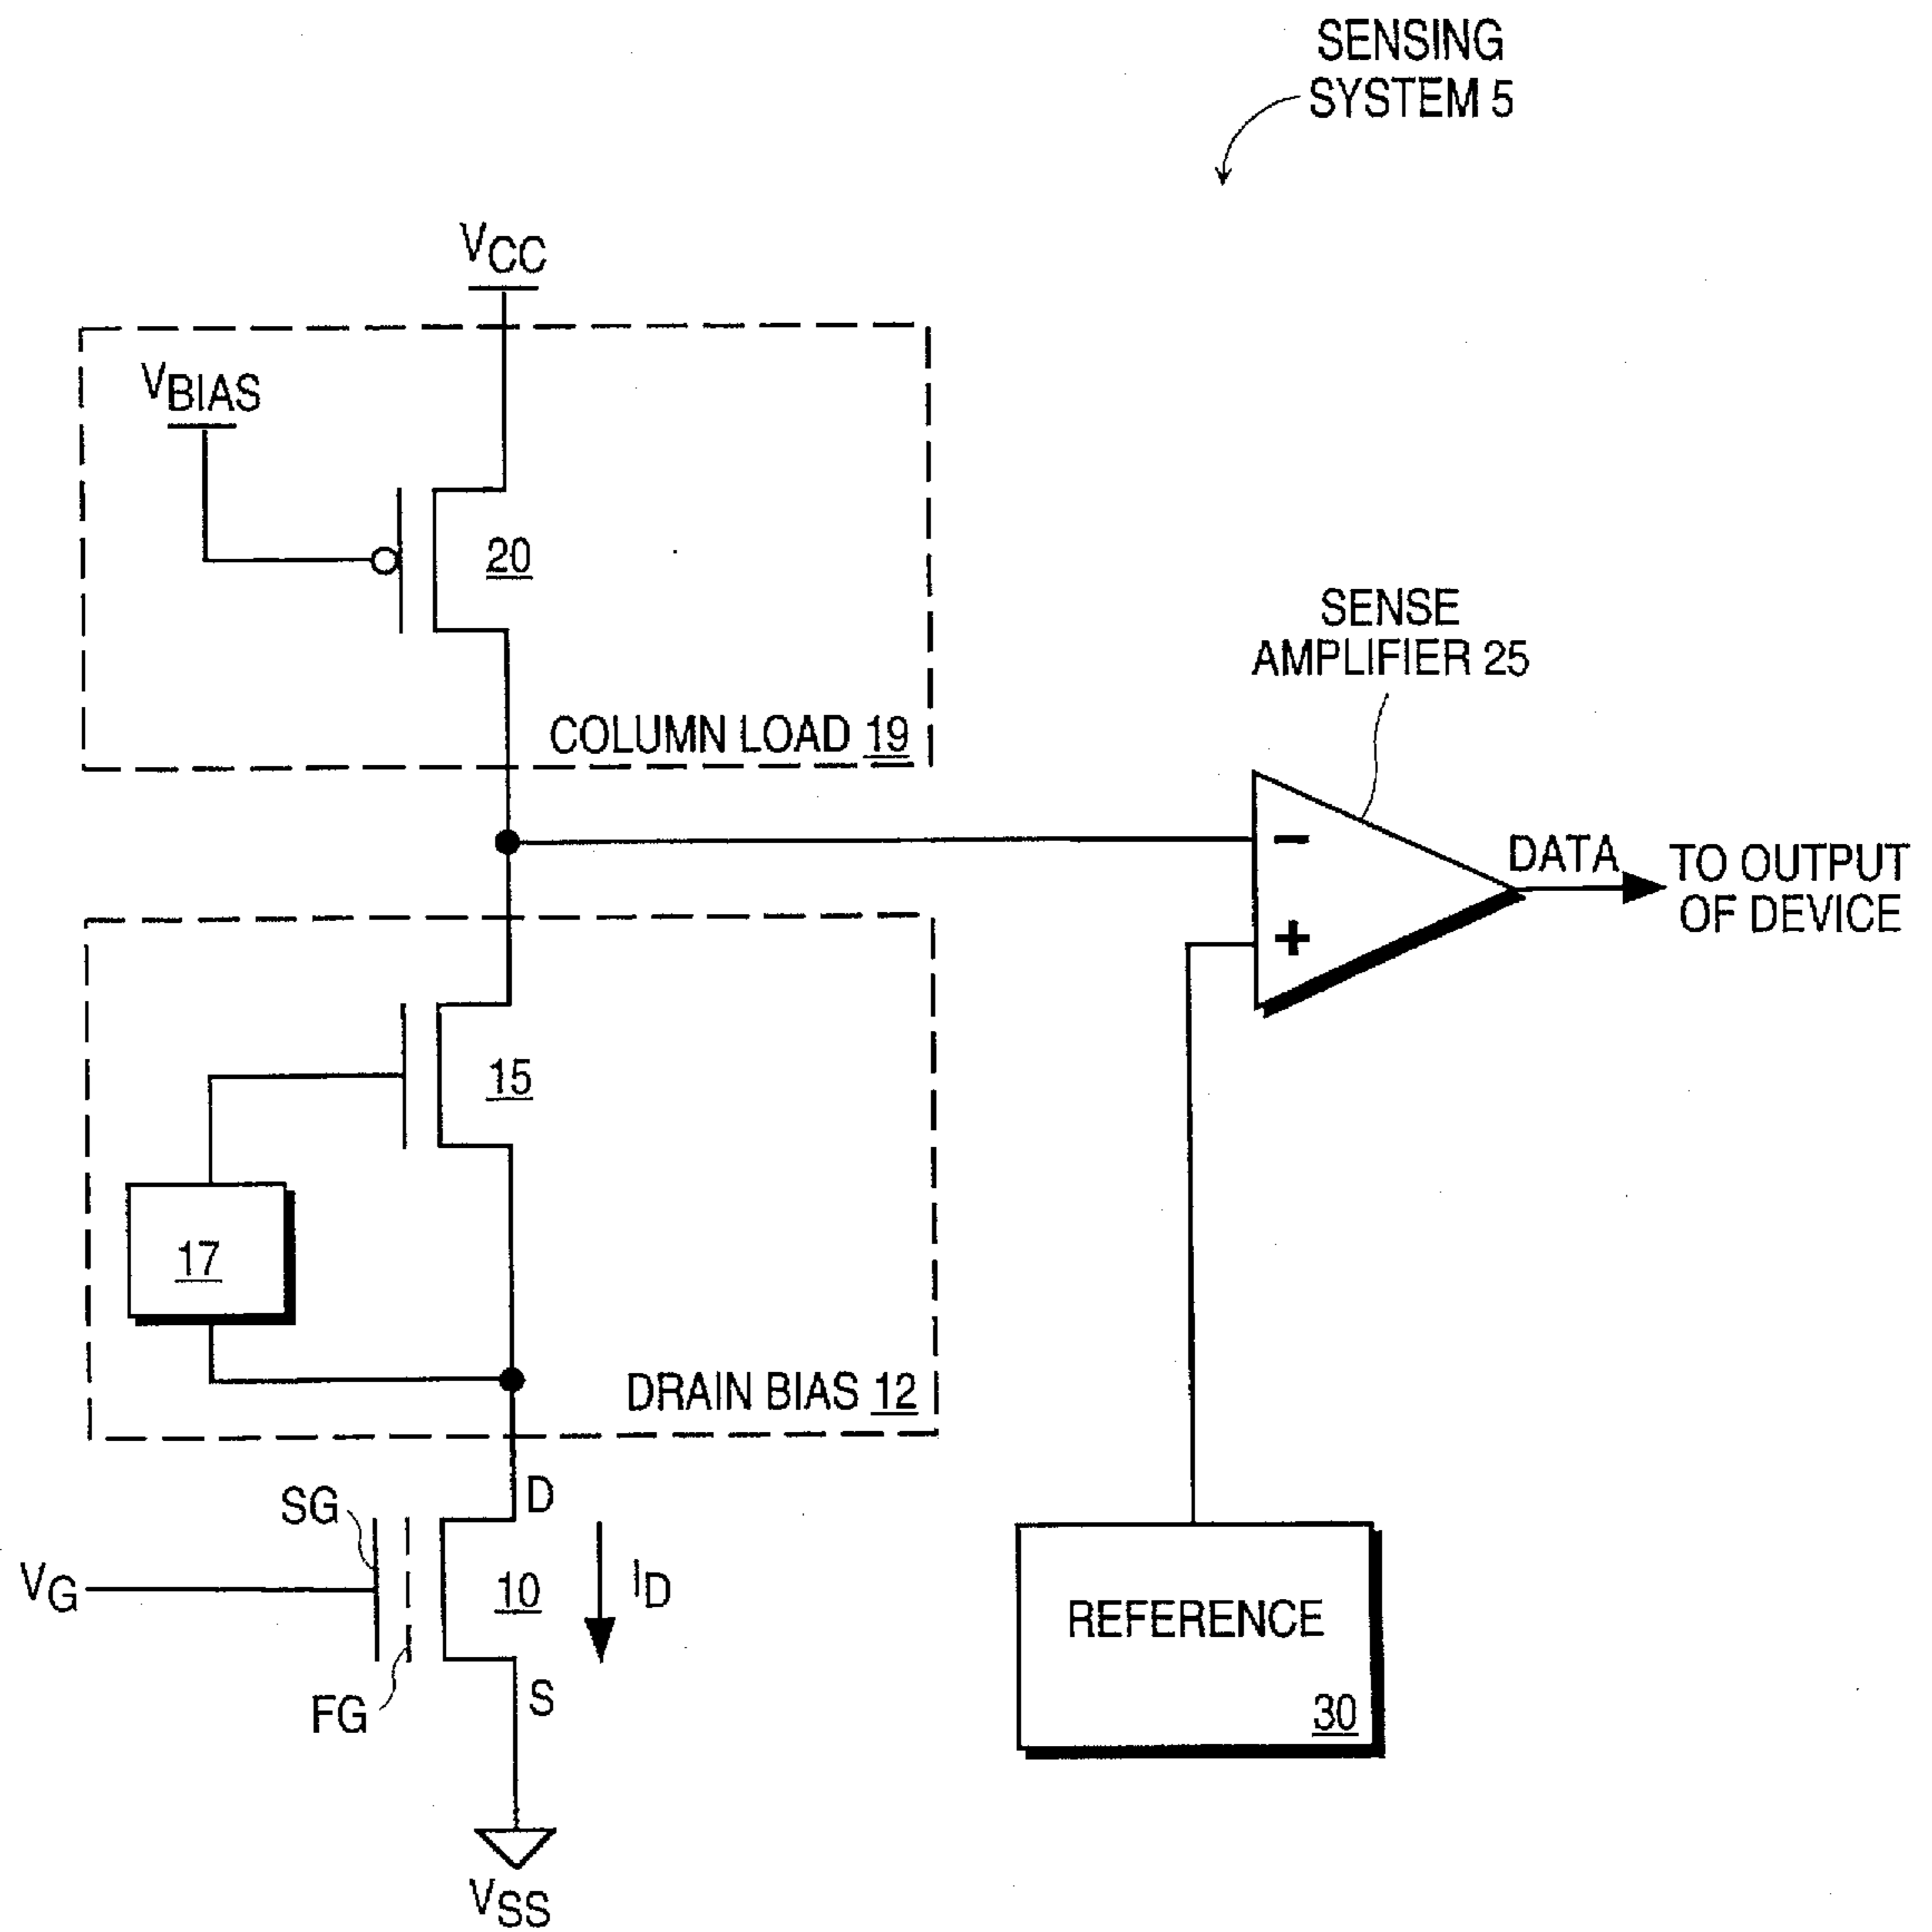 SENSING
SYSTEM 5
VCC
VBIAS
20
COLUMN LOAD 19
SENSE
AMPLIFIER 25
−
+
DATA
TO OUTPUT
OF DEVICE
15
17
DRAIN BIAS 12
D
SG
VG
10
ID
FG
S
VSS
REFERENCE
30